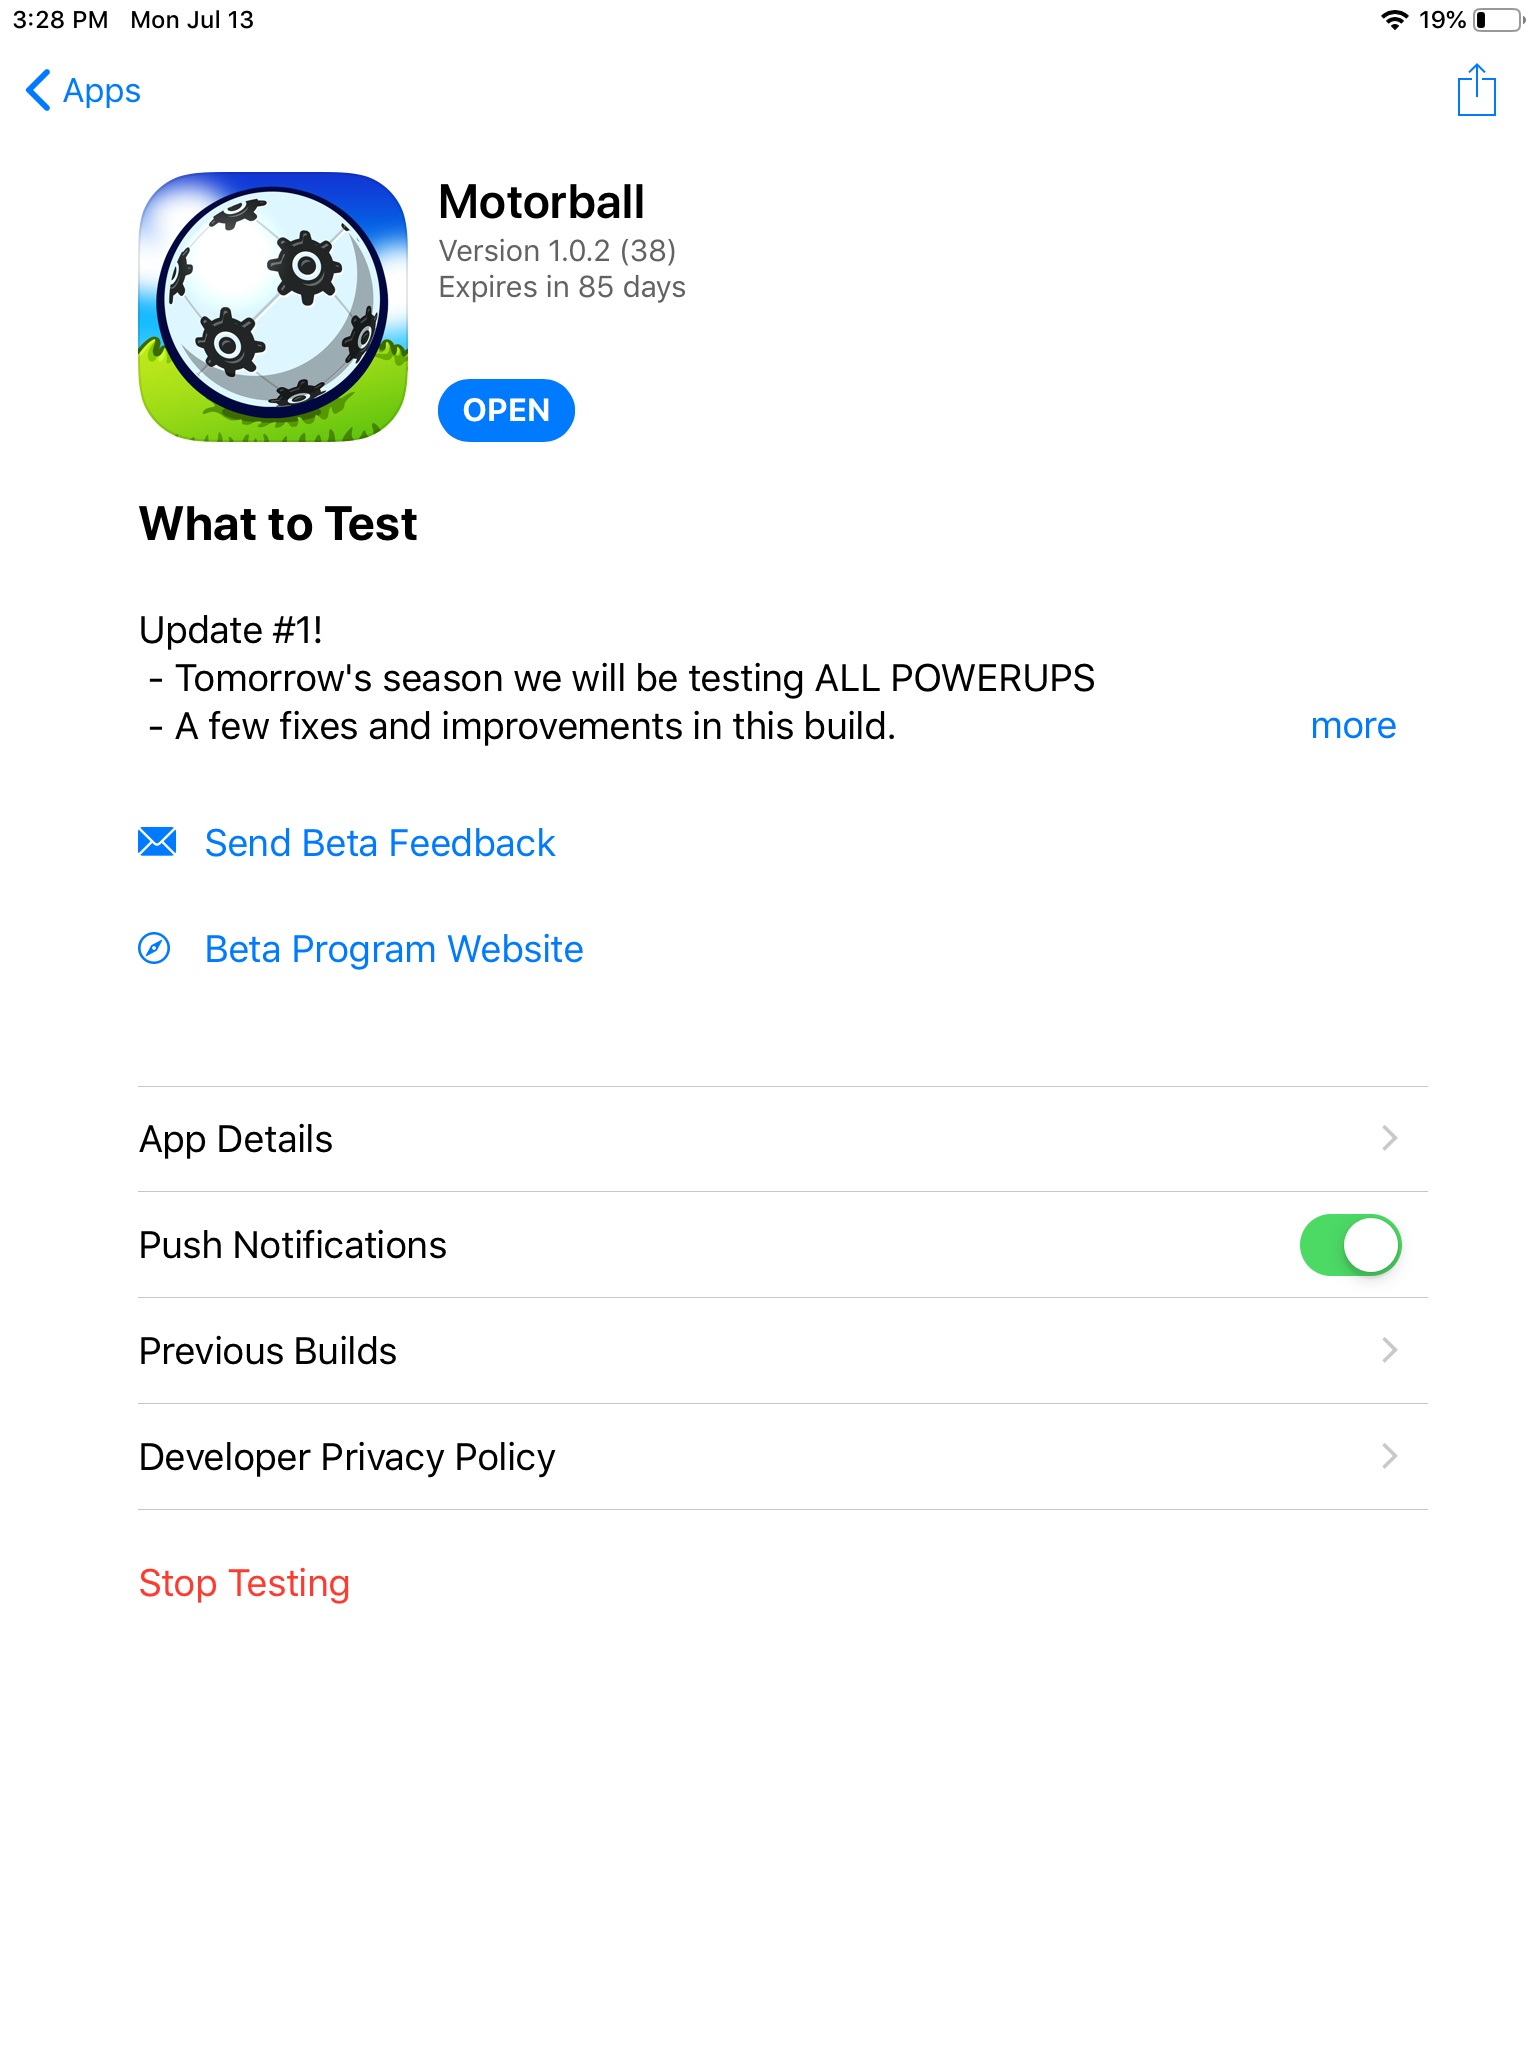 3:28 PM Mon Jul 13 19%
Apps
Motorball
Version 1.0.2 (38)
Expires in 85 days
OPEN
What to Test
Update #1!
- Tomorrow's season we will be testing ALL POWERUPS
- A few fixes and improvements in this build. more
Send Beta Feedback
Beta Program Website
App Details
Push Notifications
Previous Builds
Developer Privacy Policy
Stop Testing